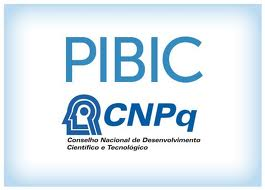 PIBIC
CNPq
Conselho Nacional de Desenvolvimento
Científico e Tecnológico